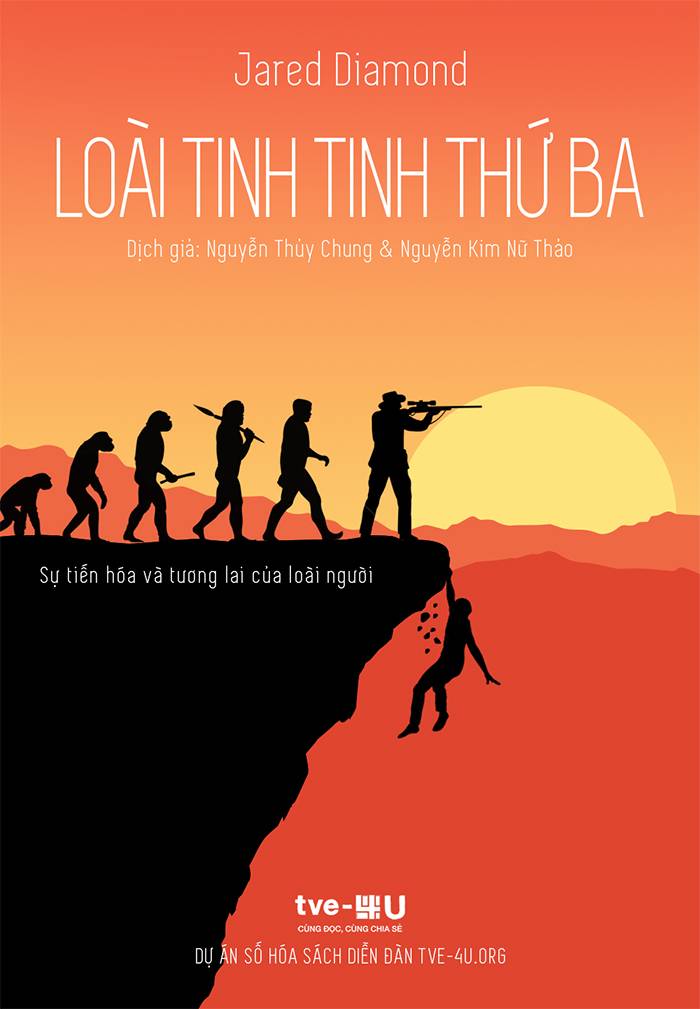 Jared Diamond
LOÀI TINH TINH THỨ BA
Dịch giả: Nguyễn Thủy Chung & Nguyễn Kim Nữ Thảo
Sự tiến hóa và tương lai của loài người
tve-4U
CÙNG ĐỌC, CÙNG CHIA SẺ
DỰ ÁN SỐ HÓA SÁCH DIỄN ĐÀN TVE-4U.ORG